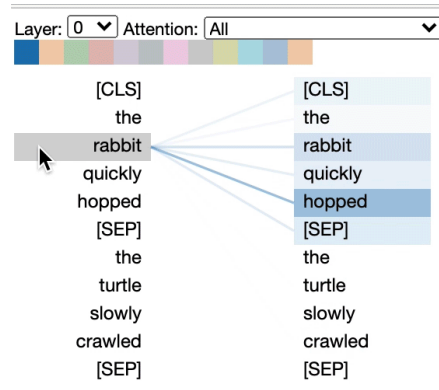 Layer: 0 Attention: All
[CLS] [CLS]
the the
rabbit rabbit
quickly quickly
hopped hopped
[SEP] [SEP]
the the
turtle turtle
slowly slowly
crawled crawled
[SEP] [SEP]